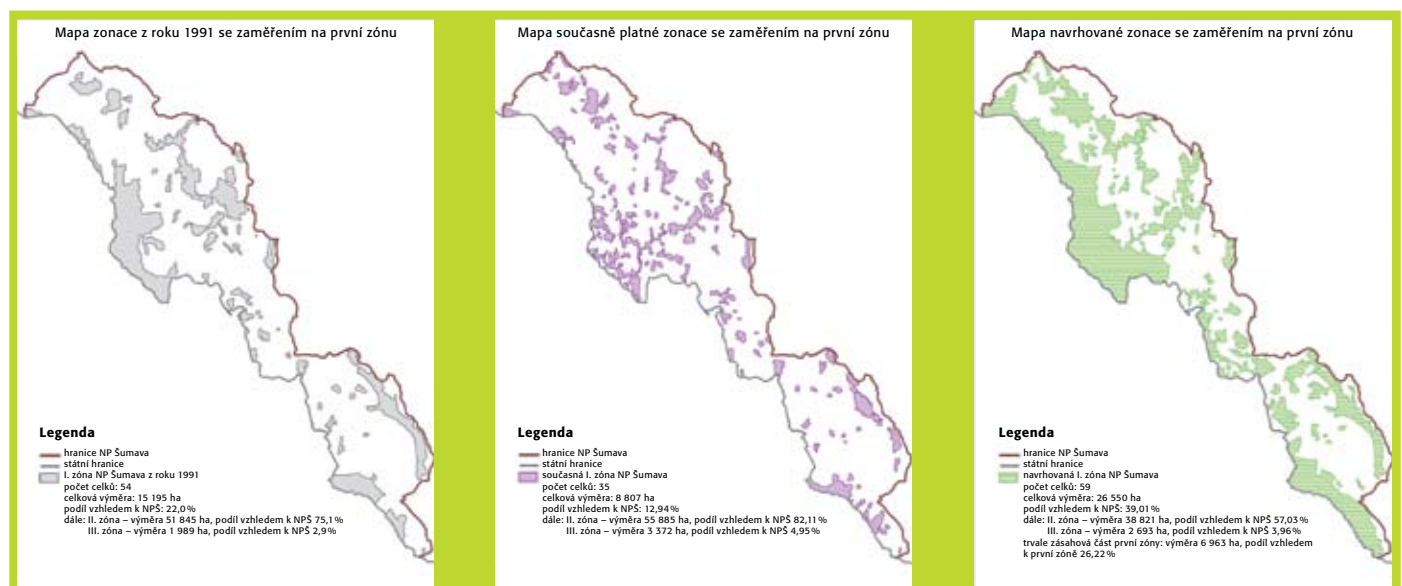 Mapa zonace z roku 1991 se zaměřením na první zónu
Legenda
hranice NP Šumava
státní hranice
I. zóna NP Šumava z roku 1991
počet celků: 54
celková výměra: 15 195 ha
podíl vzhledem k NPŠ: 22,0%
dále: II. zóna – výměra 51 845 ha, podíl vzhledem k NPŠ 75,1%
III. zóna – výměra 1 989 ha, podíl vzhledem k NPŠ 2,9%
Mapa současně platné zonace se zaměřením na první zónu
Legenda
hranice NP Šumava
státní hranice
současná I. zóna NP Šumava
počet celků: 35
celková výměra: 8 807 ha
podíl vzhledem k NPŠ: 12,94%
dále: II. zóna – výměra 55 885 ha, podíl vzhledem k NPŠ 82,11%
III. zóna – výměra 3 372 ha, podíl vzhledem k NPŠ 4,95%
Mapa navrhované zonace se zaměřením na první zónu
Legenda
hranice NP Šumava
státní hranice
navrhovaná I. zóna NP Šumava
počet celků: 59
celková výměra: 26 550 ha
podíl vzhledem k NPŠ: 39,01%
dále: II. zóna – výměra 38 821 ha, podíl vzhledem k NPŠ 57,03%
III. zóna – výměra 2 693 ha, podíl vzhledem k NPŠ 3,96%
trvale zásahová část první zóny: výměra 6 963 ha, podíl vzhledem
k první zóně 26,22%